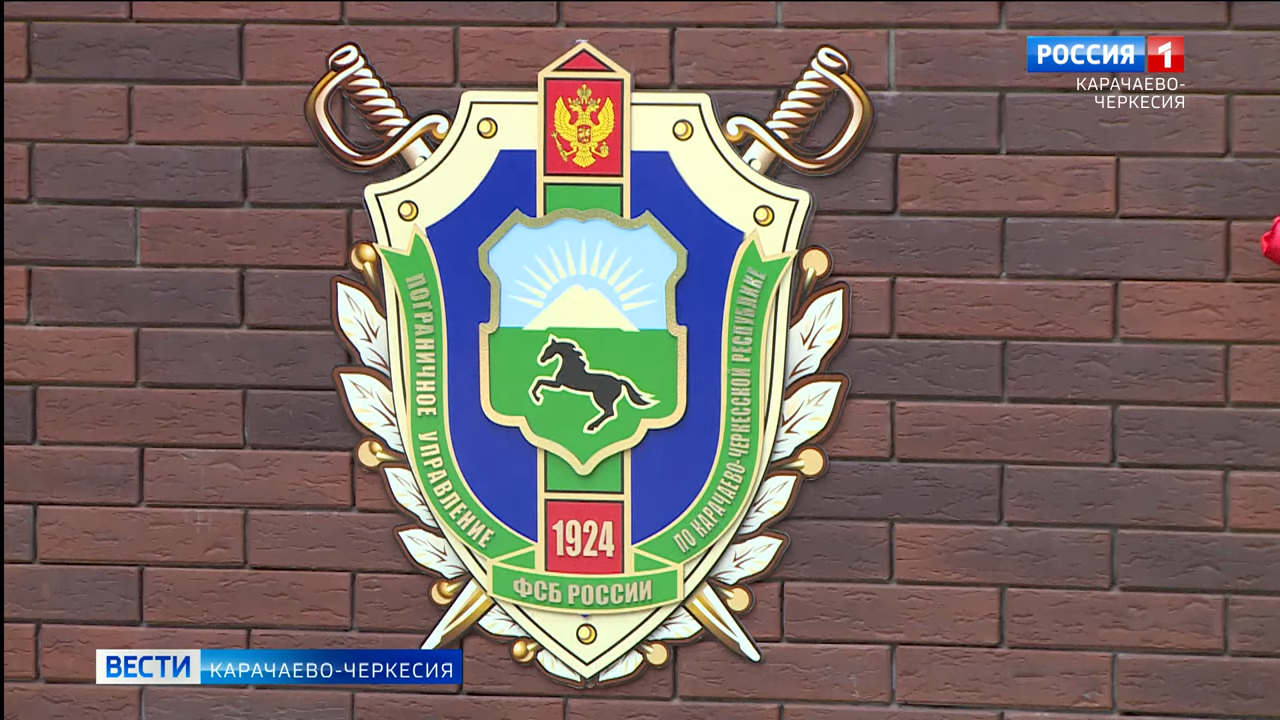 РОССИЯ 1
КАРАЧАЕВО-
ЧЕРКЕСИЯ
ПОГРАНИЧНОЕ УПРАВЛЕНИЕ
ПО КАРАЧАЕВО-ЧЕРКЕССКОЙ РЕСПУБЛИКЕ
1924
ФСБ РОССИИ
ВЕСТИ КАРАЧАЕВО-ЧЕРКЕСИЯ